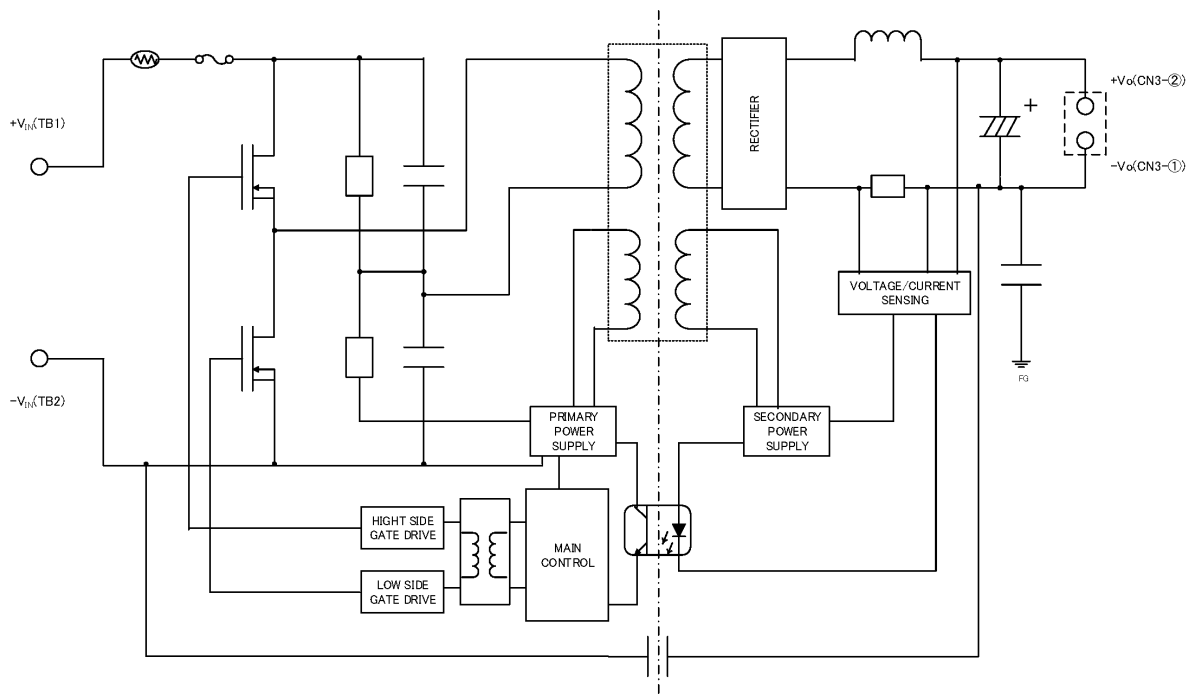 +VIN(TB1)
-VIN(TB2)
RECTIFIER
+
+Vo(CN3-②)
-Vo(CN3-①)
VOLTAGE/CURRENT
SENSING
FG
PRIMARY
POWER
SUPPLY
SECONDARY
POWER
SUPPLY
HIGHT SIDE
GATE DRIVE
LOW SIDE
GATE DRIVE
MAIN
CONTROL